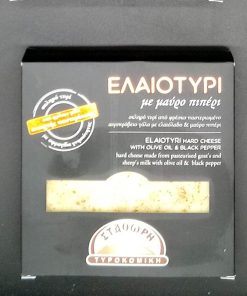 ΕΛΑΙΟΤΥΡΙ
με μαύρο πιπέρι
σκληρό τυρί από φρέσκο παστεριωμένο
αιγοπρόβειο γάλα με ελαιόλαδο & μαύρο πιπέρι
ELAIOTYRI HARD CHEESE
WITH OLIVE OIL & BLACK PEPPER
hard cheese made from pasteurised goat's and
sheep's milk with olive oil & black pepper
σκληρό τυρί
ΤΥΡΟΚΟΜΙΚΗ